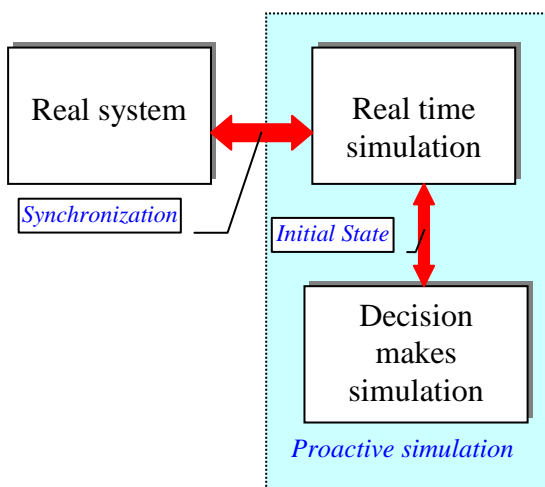 Real system
Real time
simulation
Synchronization
Initial State
Decision
makes
simulation
Proactive simulation